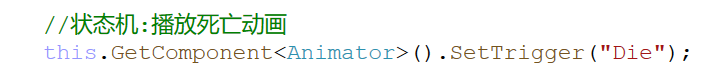 //状态机:播放死亡动画
this.GetComponent<Animator>().SetTrigger("Die");